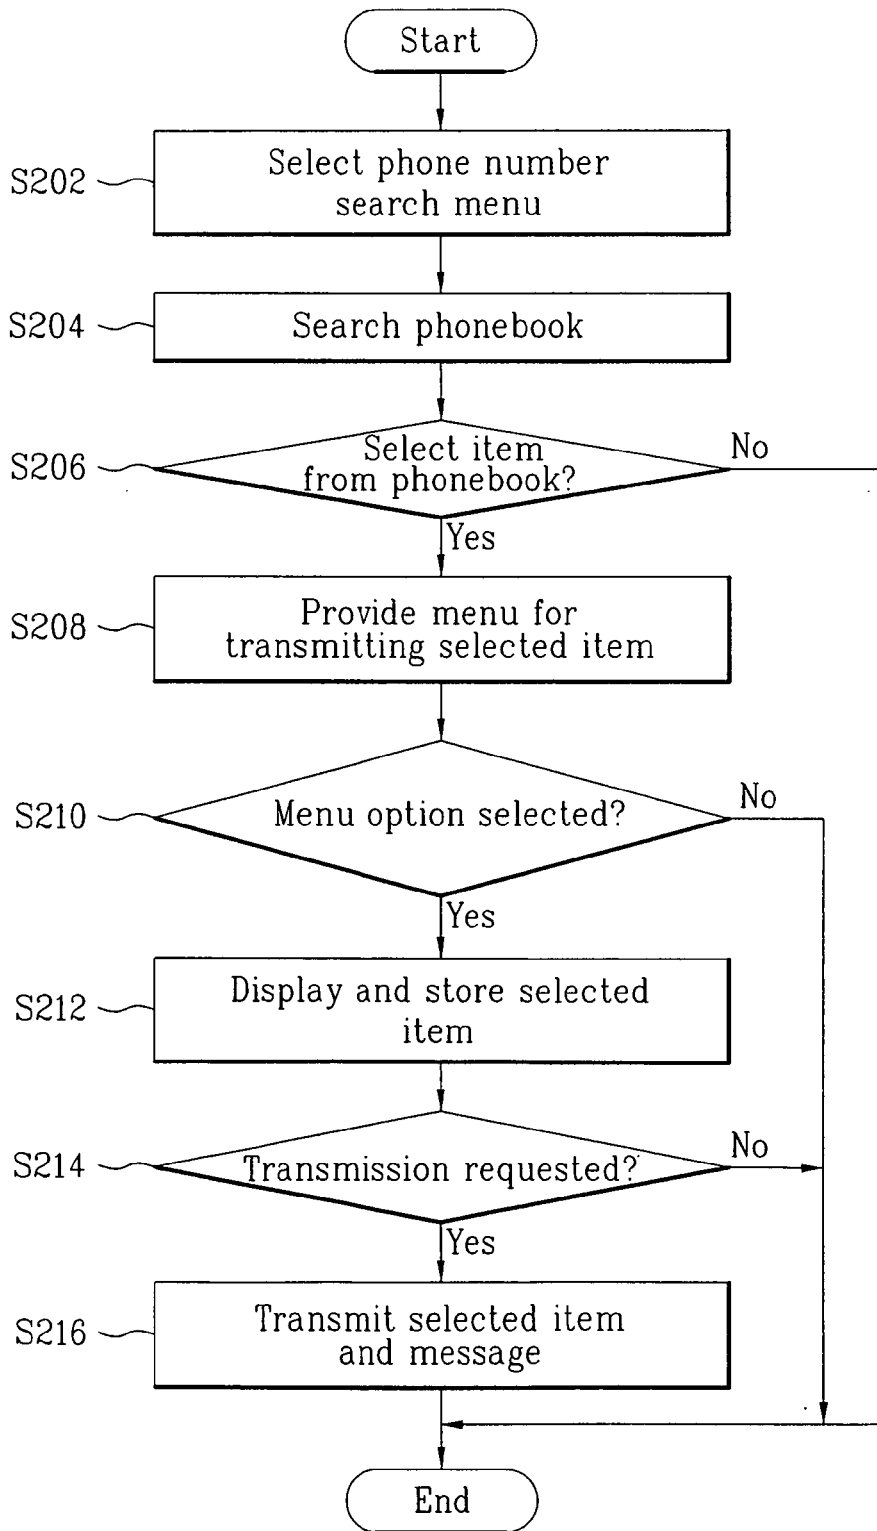 Start
S202
Select phone number
search menu
S204
Search phonebook
S206
Select item
from phonebook?
No
Yes
S208
Provide menu for
transmitting selected item
S210
Menu option selected?
No
Yes
S212
Display and store selected
item
S214
Transmission requested?
No
Yes
S216
Transmit selected item
and message
End